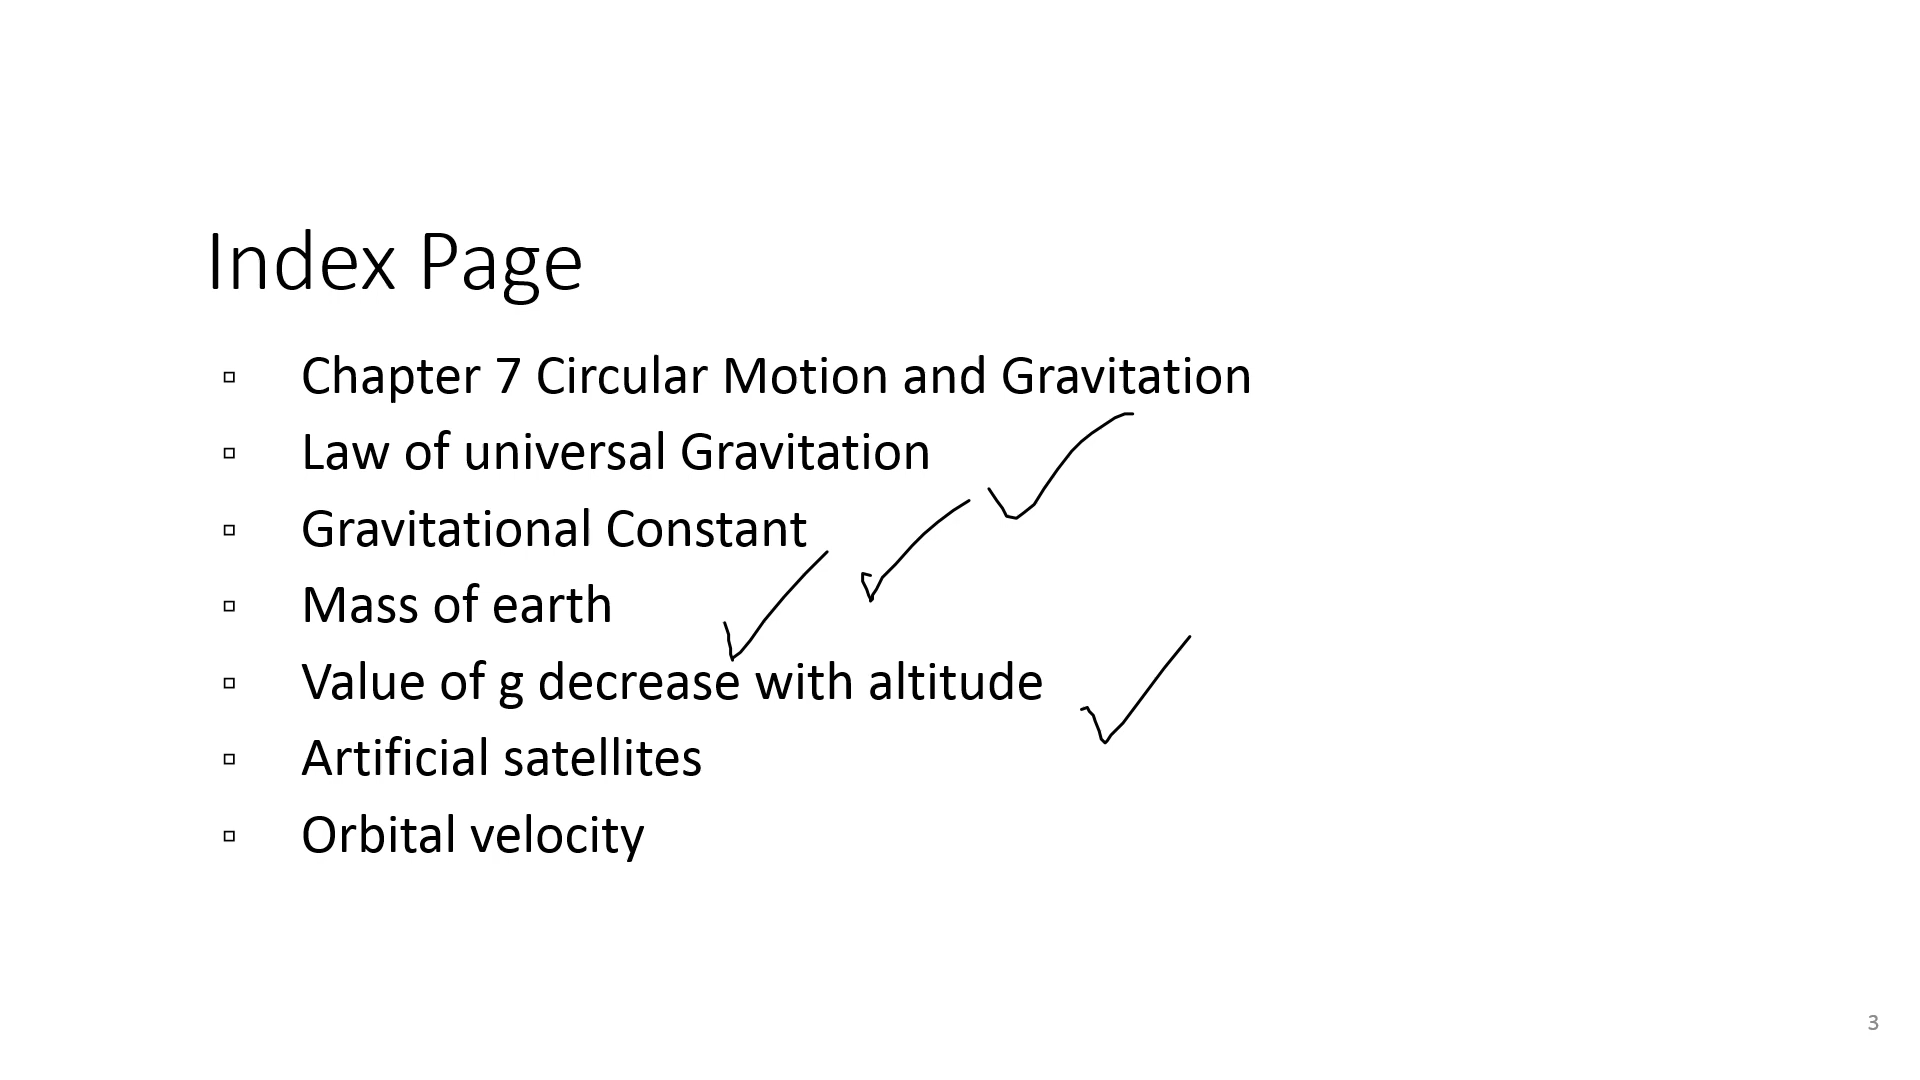 Index Page
▫ Chapter 7 Circular Motion and Gravitation
▫ Law of universal Gravitation
▫ Gravitational Constant
▫ Mass of earth
▫ Value of g decrease with altitude
▫ Artificial satellites
▫ Orbital velocity
3